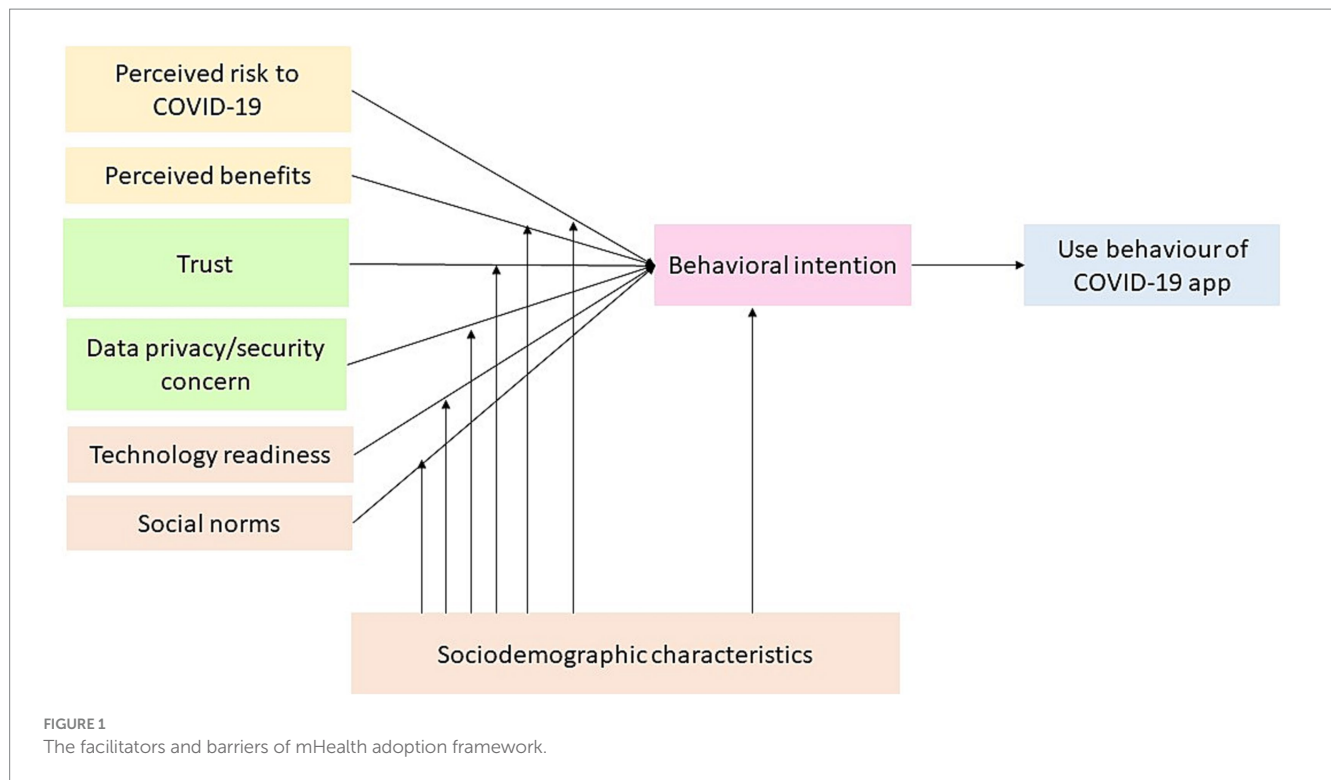 Perceived risk to
COVID-19
Perceived benefits
Trust
Data privacy/security
concern
Technology readiness
Social norms
Behavioral intention
Use behaviour of
COVID-19 app
Sociodemographic characteristics
FIGURE 1
The facilitators and barriers of mHealth adoption framework.